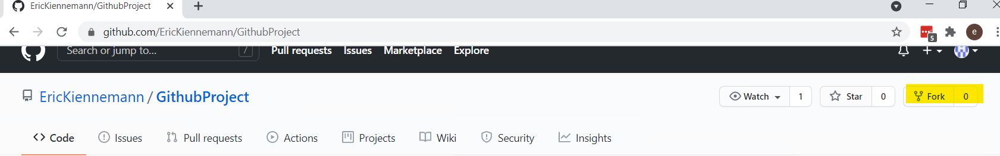 EricKiennemann/GithubProject
github.com/EricKiennemann/GithubProject
5
e
Search or jump to... / Pull requests Issues Marketplace Explore
EricKiennemann / GithubProject Watch 1 Star 0 Fork 0
Code Issues Pull requests Actions Projects Wiki Security Insights